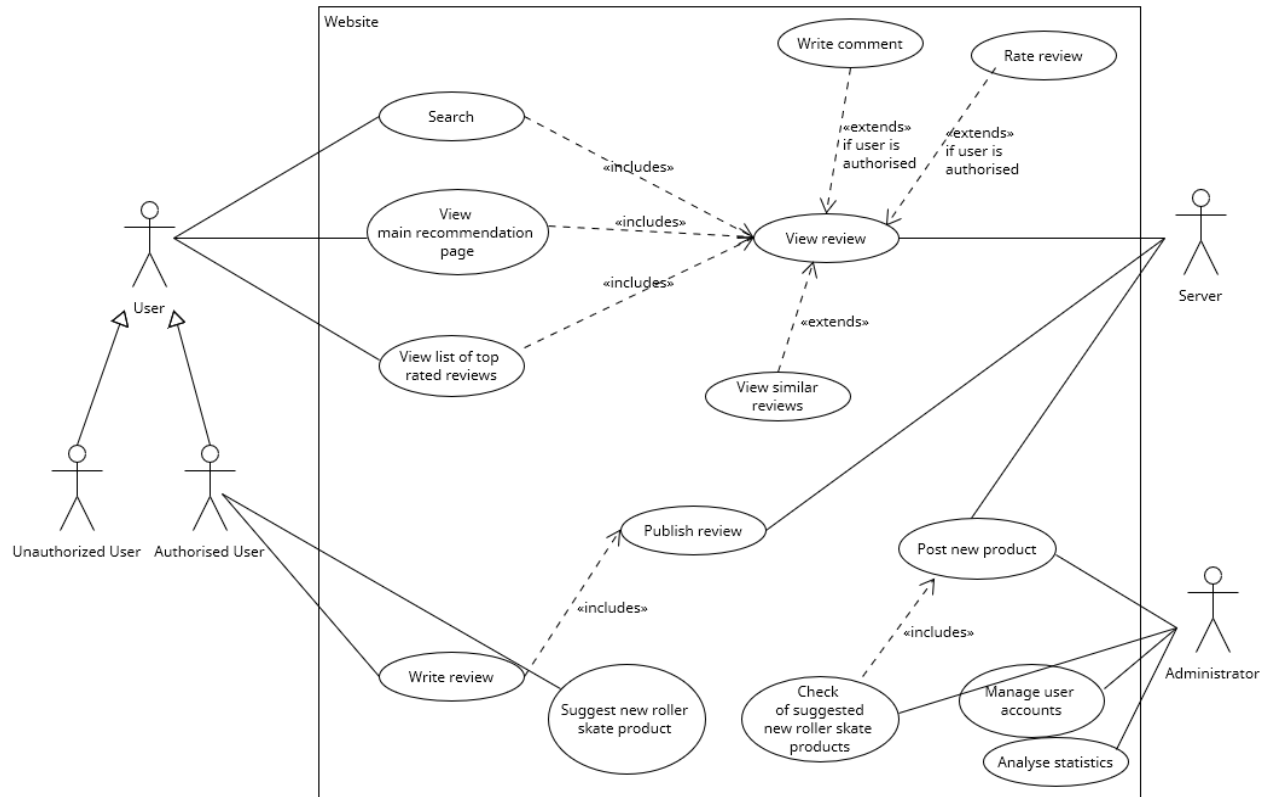 Website
Write comment
Rate review
Search
«extends»
if user is
authorised
«extends»
if user is
authorised
«includes»
View
main recommendation
page
«includes»
View review
User
Server
«includes»
«extends»
View list of top
rated reviews
View similar
reviews
Unauthorized User
Authorised User
Publish review
Post new product
«includes»
«includes»
Write review
Suggest new roller
skate product
Check
of suggested
new roller skate
products
Manage user
accounts
Administrator
Analyse statistics